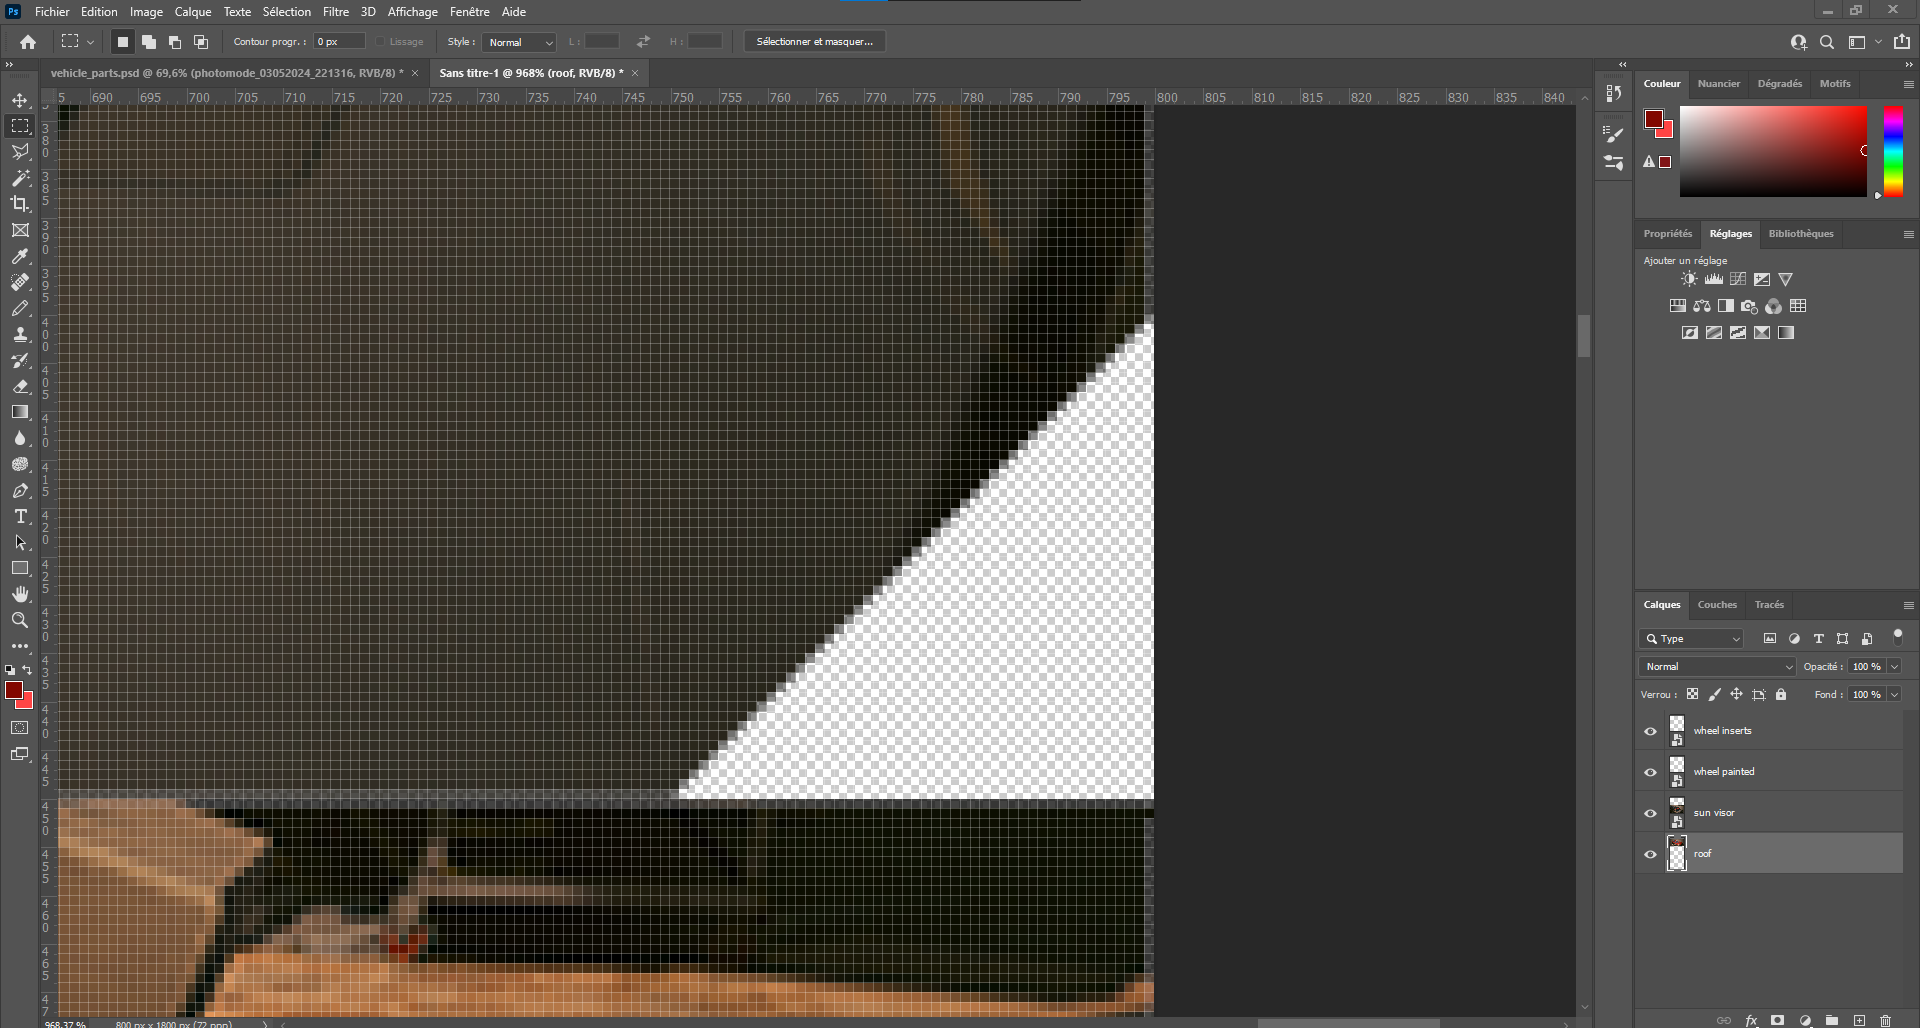 Ps Fichier Edition Image Calque Texte Sélection Filtre 3D Affichage Fenêtre Aide
Contour progr. : 0 px Lissage Style : Normal L : H : Sélectionner et masquer...
vehicle_parts.psd @ 69,6% (photomode_03052024_221316, RVB/8) * × Sans titre-1 @ 968% (roof, RVB/8) * ×
5 690 695 700 705 710 715 720 725 730 735 740 745 750 755 760 765 770 775 780 785 790 795 800 805 810 815 820 825 830 835 840
380
385
390
395
400
405
410
415
420
425
430
435
440
445
450
455
460
465
47
Couleur Nuancier Dégradés Motifs
Propriétés Réglages Bibliothèques
Ajouter un réglage
Calques Couches Tracés
Type
Normal Opacité : 100 %
Verrou : Fond : 100 %
wheel inserts
wheel painted
sun visor
roof
fx
968,37 % 800 px x 1800 px (72 ppp)